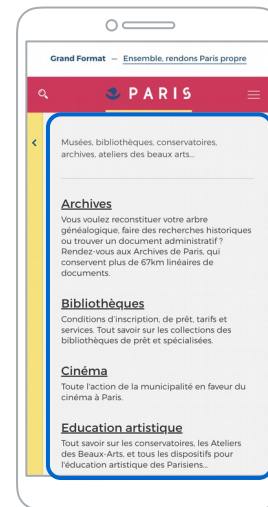 Grand Format — Ensemble, rendons Paris propre
PARIS
Musées, bibliothèques, conservatoires,
archives, ateliers des beaux arts...
Archives
Vous voulez reconstituer votre arbre
généalogique, faire des recherches historiques
ou trouver un document administratif ?
Rendez-vous aux Archives de Paris, qui
conservent plus de 67km linéaires de
documents.
Bibliothèques
Conditions d'inscription, de prêt, tarifs et
services. Tout savoir sur les collections des
bibliothèques de prêt et spécialisées.
Cinéma
Toute l'action de la municipalité en faveur du
cinéma à Paris.
Education artistique
Tout savoir sur les conservatoires, les Ateliers
des Beaux-Arts, et tous les dispositifs pour
l'éducation artistique des Parisiens...